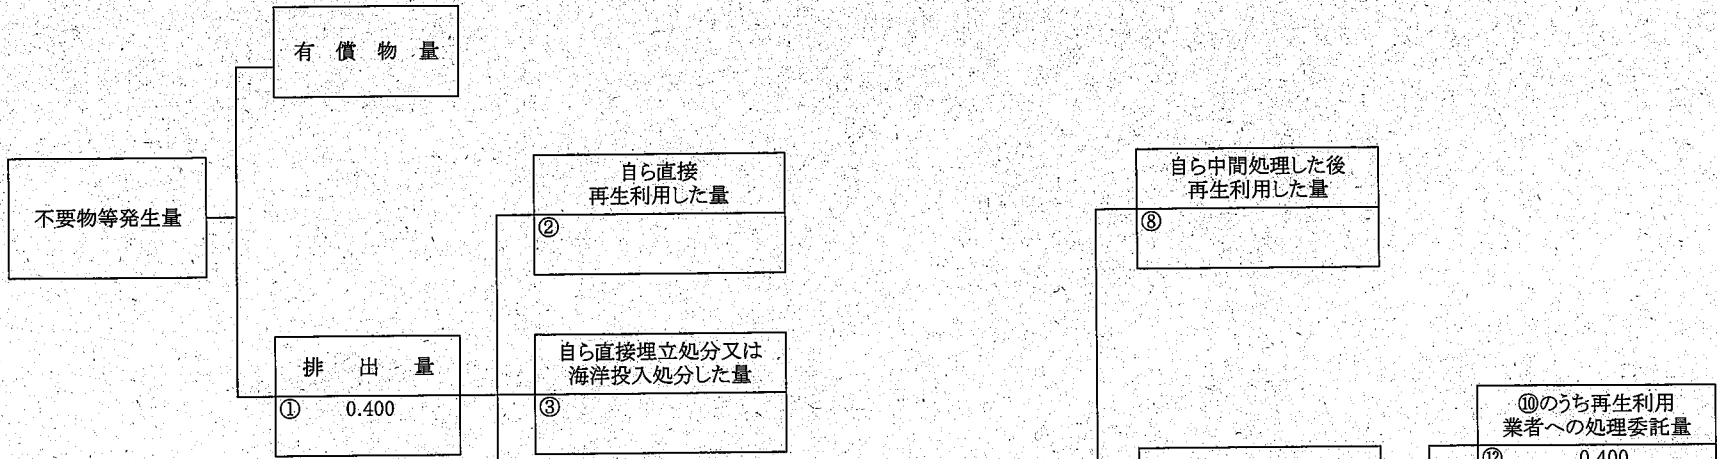 有償物量
不要物等発生量
自ら直接
再生利用した量
②
自ら中間処理した後
再生利用した量
⑧
排出量
① 0.400
自ら直接埋立処分又は
海洋投入処分した量
③
⑩のうち再生利用
業者への処理委託量
⑫ 0.400